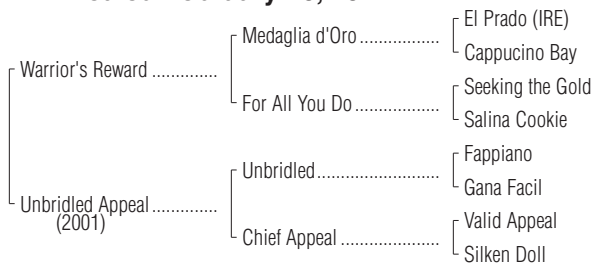 El Prado (IRE)
Medaglia d'Oro
Cappucino Bay
Warrior's Reward
Seeking the Gold
For All You Do
Salina Cookie
Fappiano
Unbridled
Gana Facil
Unbridled Appeal
(2001)
Valid Appeal
Chief Appeal
Silken Doll